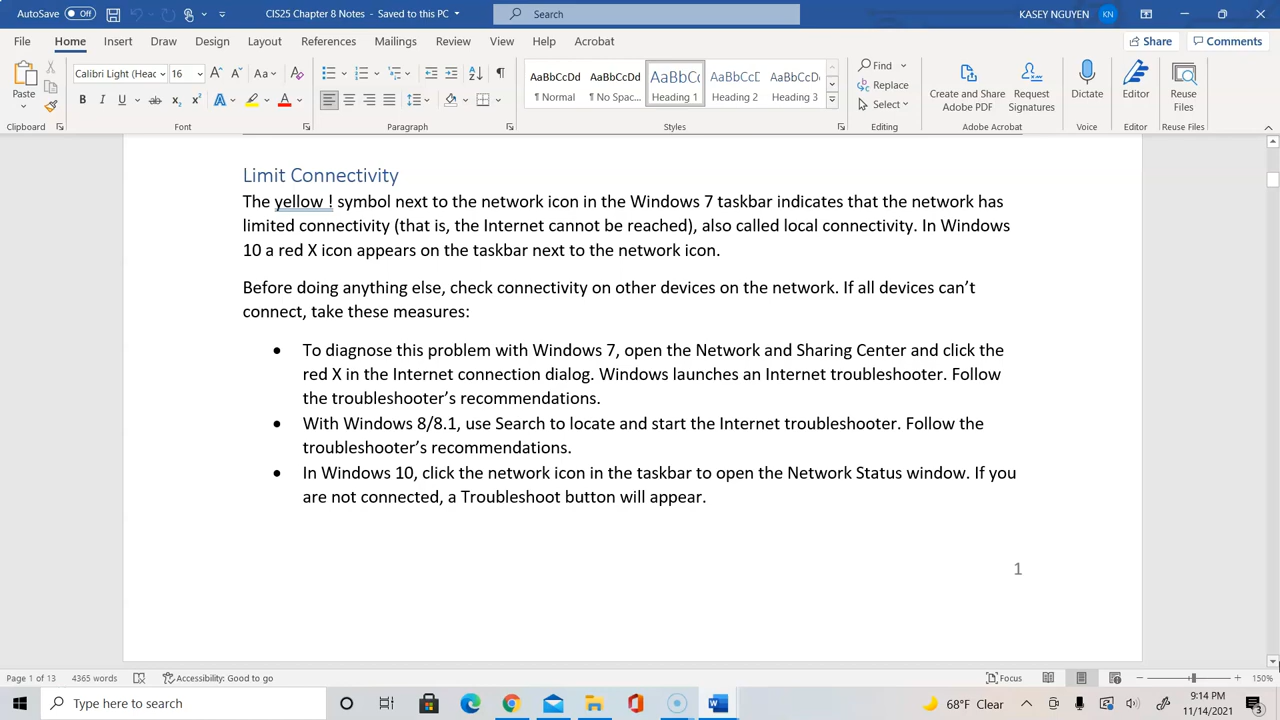 AutoSave Off CIS25 Chapter 8 Notes - Saved to this PC Search KASEY NGUYEN KN
File Home Insert Draw Design Layout References Mailings Review View Help Acrobat Share Comments
Paste
Clipboard
Calibri Light (Headi 16 Aa
B I U ab x₂ x² A A
Font
Paragraph
AaBbCcDd AaBbCcDd AaBbCc AaBbCcD AaBbCcDd
¶ Normal ¶ No Spac... Heading 1 Heading 2 Heading 3
Styles
Find
Replace
Select
Editing
Create and Share Adobe PDF
Request Signatures
Adobe Acrobat
Dictate
Voice
Editor
Editor
Reuse Files
Reuse Files
Limit Connectivity
The yellow ! symbol next to the network icon in the Windows 7 taskbar indicates that the network has
limited connectivity (that is, the Internet cannot be reached), also called local connectivity. In Windows
10 a red X icon appears on the taskbar next to the network icon.
Before doing anything else, check connectivity on other devices on the network. If all devices can’t
connect, take these measures:
• To diagnose this problem with Windows 7, open the Network and Sharing Center and click the
red X in the Internet connection dialog. Windows launches an Internet troubleshooter. Follow
the troubleshooter’s recommendations.
• With Windows 8/8.1, use Search to locate and start the Internet troubleshooter. Follow the
troubleshooter’s recommendations.
• In Windows 10, click the network icon in the taskbar to open the Network Status window. If you
are not connected, a Troubleshoot button will appear.
1
Page 1 of 13 4365 words Accessibility: Good to go Focus 150%
Type here to search 68°F Clear 9:14 PM
11/14/2021 3